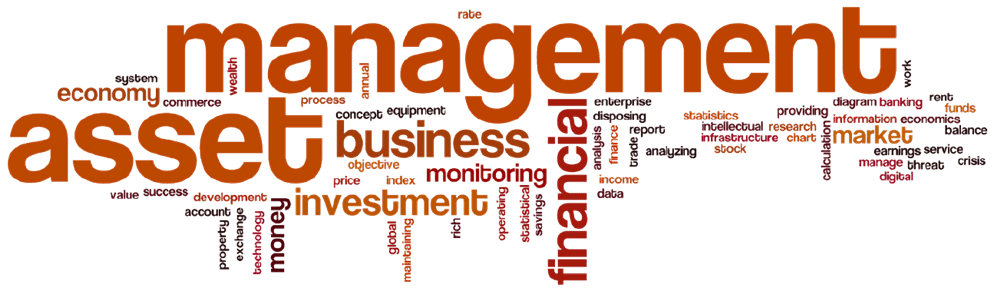 rate
management
system
wealth
annual
work
economy
commerce
process
concept
equipment
asset
business
financial
enterprise
disposing
analysis
finance
trade
report
analyzing
statistics
intellectual
infrastructure
stock
research
chart
providing
calculation
diagram
banking
rent
funds
information
economics
market
balance
earnings
service
manage
threat
crisis
digital
objective
price
index
monitoring
income
data
value
success
development
investment
account
property
exchange
technology
money
global
maintaining
rich
operating
statistical
savings